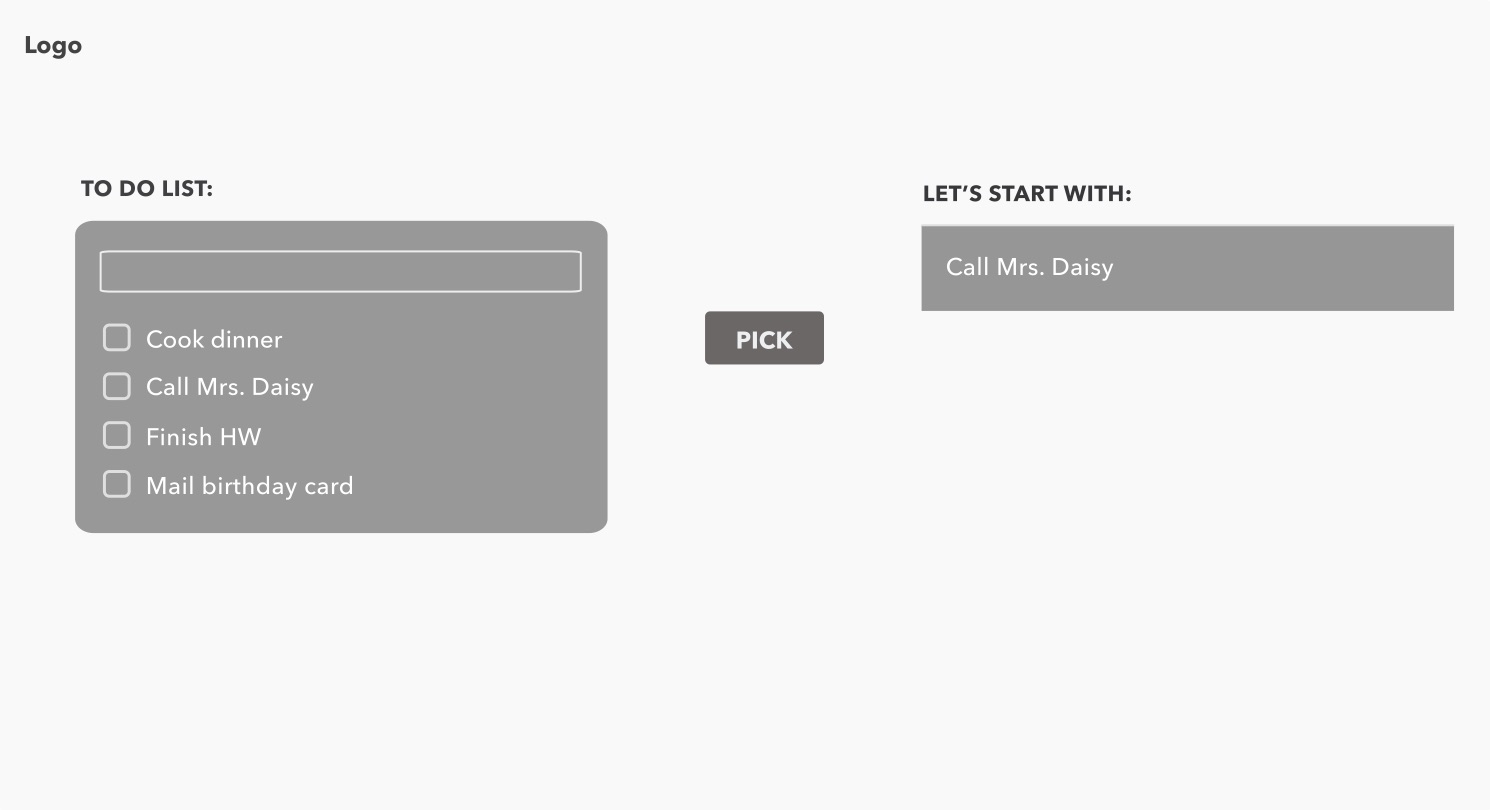 Logo
TO DO LIST:
Cook dinner
Call Mrs. Daisy
Finish HW
Mail birthday card
PICK
LET’S START WITH:
Call Mrs. Daisy